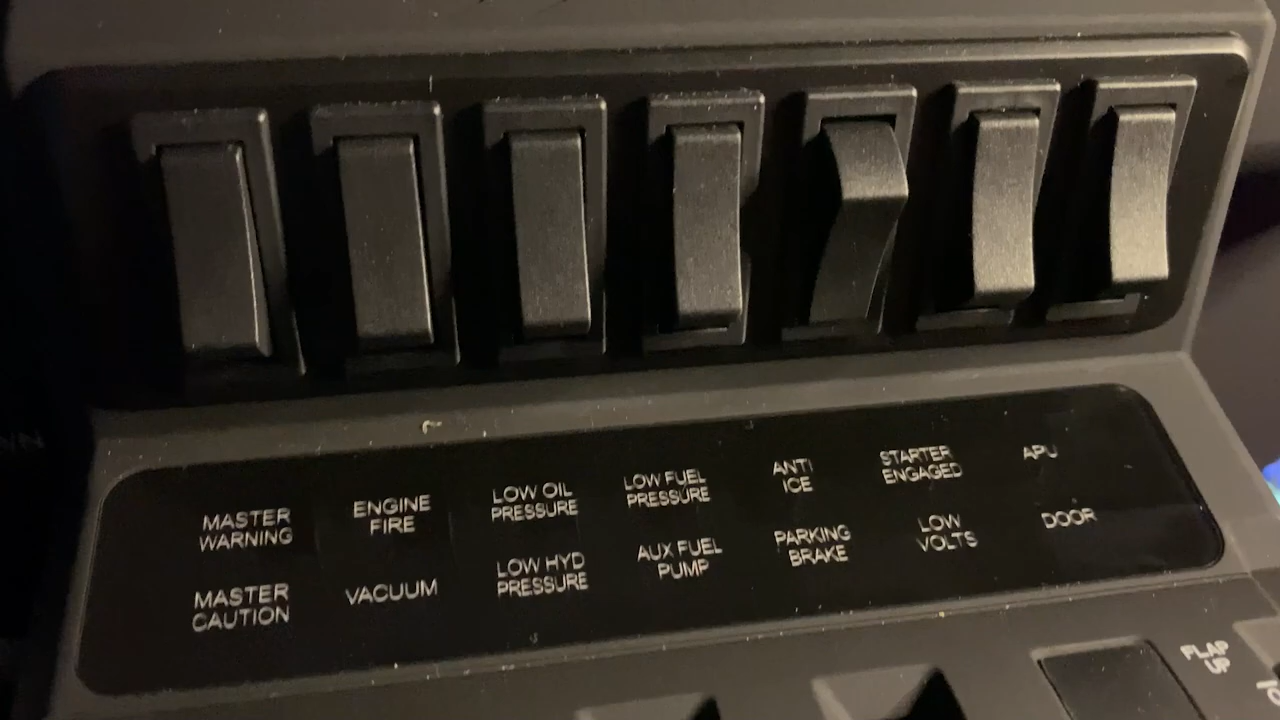 MASTER
WARNING
ENGINE
FIRE
LOW OIL
PRESSURE
LOW FUEL
PRESSURE
ANTI
ICE
STARTER
ENGAGED
APU
MASTER
CAUTION
VACUUM
LOW HYD
PRESSURE
AUX FUEL
PUMP
PARKING
BRAKE
LOW
VOLTS
DOOR
FLAP
UP